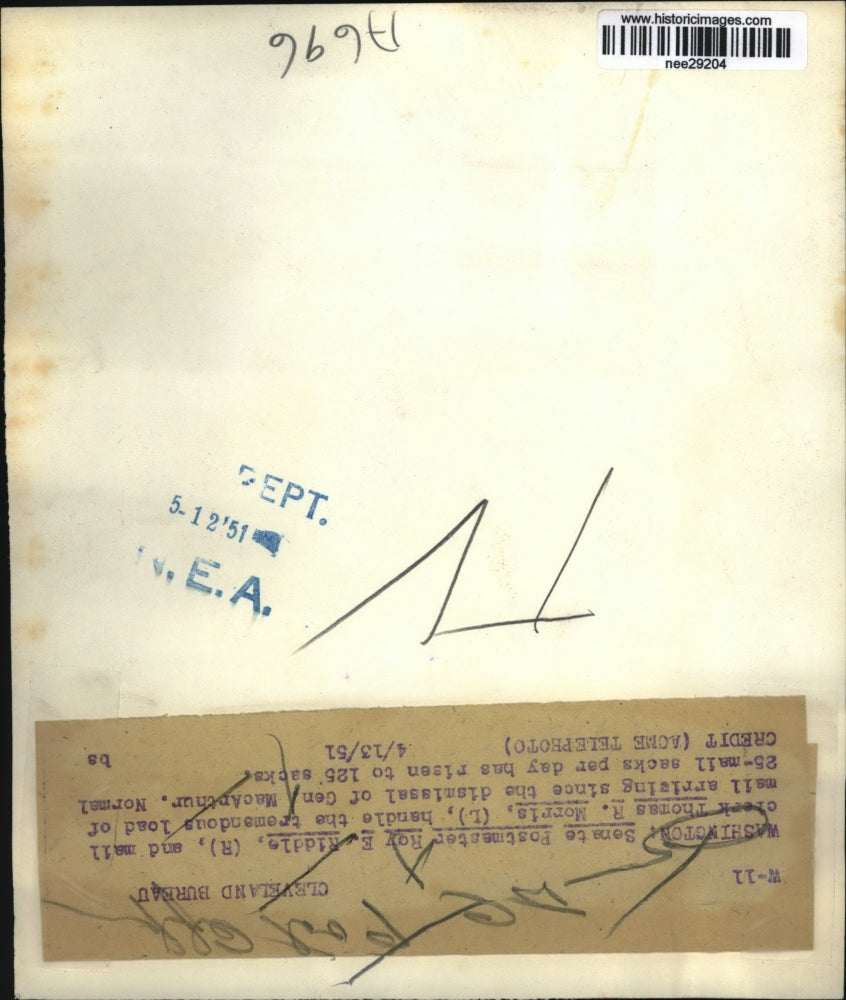 www.historicimages.com
nee29204
A696
DEPT.
5-12'51
N.E.A.
W-11 CLEVELAND BUREAU
WASHINGTON: Senate Postmaster Roy E. Riddle, (R), and mail
clerk Thomas R. Morris, (L), handle the tremendous load of
mail arriving since the dismissal of Gen. MacArthur. Normal
25-mail sacks per day has risen to 125 sacks.
CREDIT (ACME TELEPHOTO) 4/13/51 bs